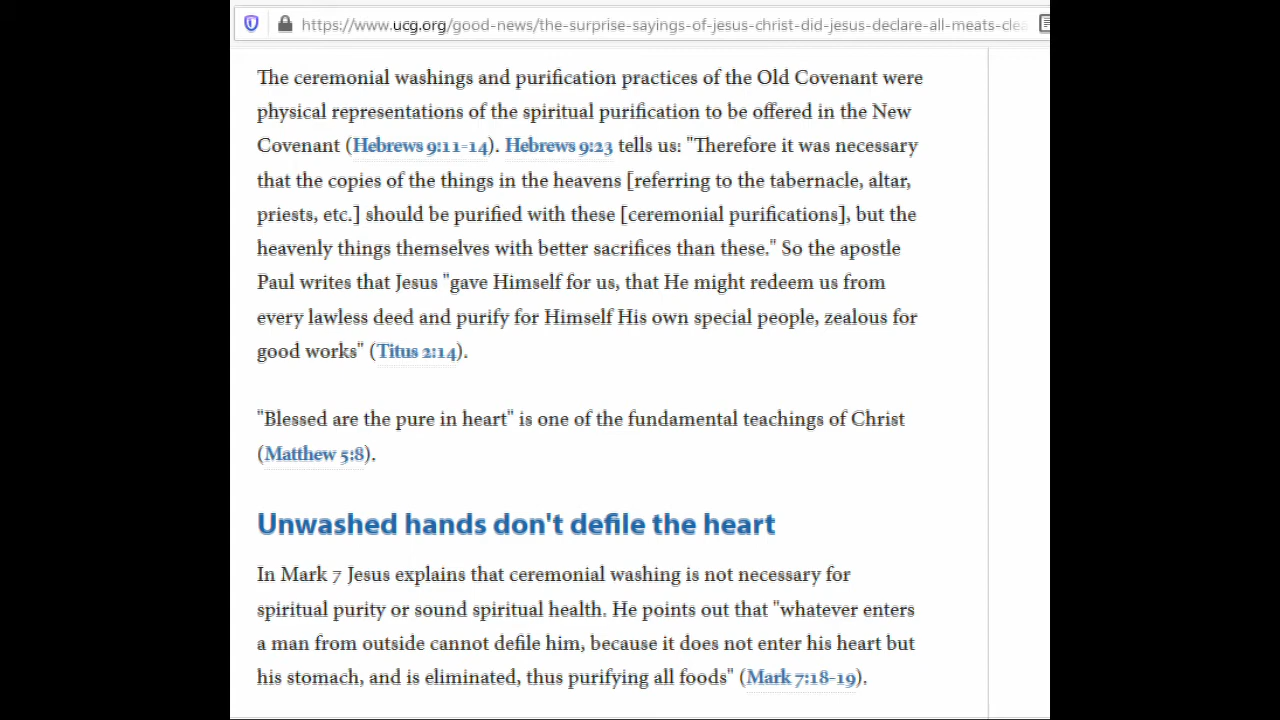 https://www.ucg.org/good-news/the-surprise-sayings-of-jesus-christ-did-jesus-declare-all-meats-clea
The ceremonial washings and purification practices of the Old Covenant were
physical representations of the spiritual purification to be offered in the New
Covenant (Hebrews 9:11-14). Hebrews 9:23 tells us: "Therefore it was necessary
that the copies of the things in the heavens [referring to the tabernacle, altar,
priests, etc.] should be purified with these [ceremonial purifications], but the
heavenly things themselves with better sacrifices than these." So the apostle
Paul writes that Jesus "gave Himself for us, that He might redeem us from
every lawless deed and purify for Himself His own special people, zealous for
good works" (Titus 2:14).
"Blessed are the pure in heart" is one of the fundamental teachings of Christ
(Matthew 5:8).
Unwashed hands don't defile the heart
In Mark 7 Jesus explains that ceremonial washing is not necessary for
spiritual purity or sound spiritual health. He points out that "whatever enters
a man from outside cannot defile him, because it does not enter his heart but
his stomach, and is eliminated, thus purifying all foods" (Mark 7:18-19).